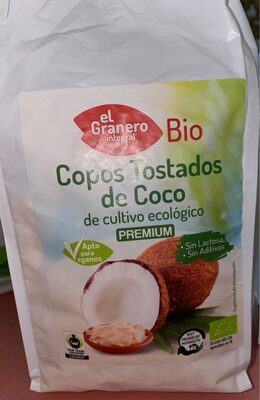 el
Granero
integral
Bio
Copos Tostados
de Coco
de cultivo ecológico
PREMIUM
Apto
para
veganos
• Sin Lactosa
• Sin Aditivos